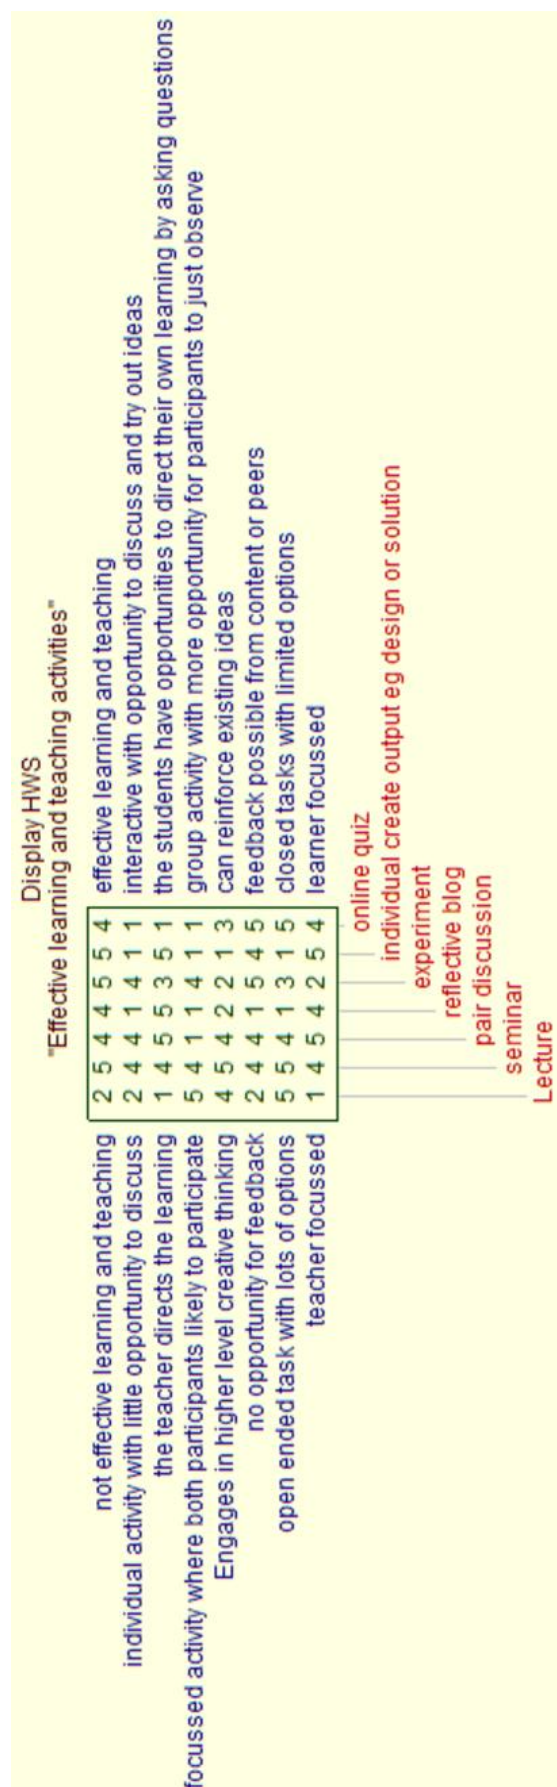 Display HWS
"Effective learning and teaching activities"
not effective learning and teaching 2 5 4 4 5 5 4 effective learning and teaching
individual activity with little opportunity to discuss 2 4 4 1 4 1 1 interactive with opportunity to discuss and try out ideas
the teacher directs the learning 1 4 5 5 3 5 1 the students have opportunities to direct their own learning by asking questions
focussed activity where both participants likely to participate 5 4 1 1 4 1 1 group activity with more opportunity for participants to just observe
Engages in higher level creative thinking 4 5 4 2 2 1 3 can reinforce existing ideas
no opportunity for feedback 2 4 4 1 5 4 5 feedback possible from content or peers
open ended task with lots of options 5 5 4 1 3 1 5 closed tasks with limited options
teacher focussed 1 4 5 4 2 5 4 learner focussed
online quiz
individual create output eg design or solution
experiment
reflective blog
pair discussion
seminar
Lecture